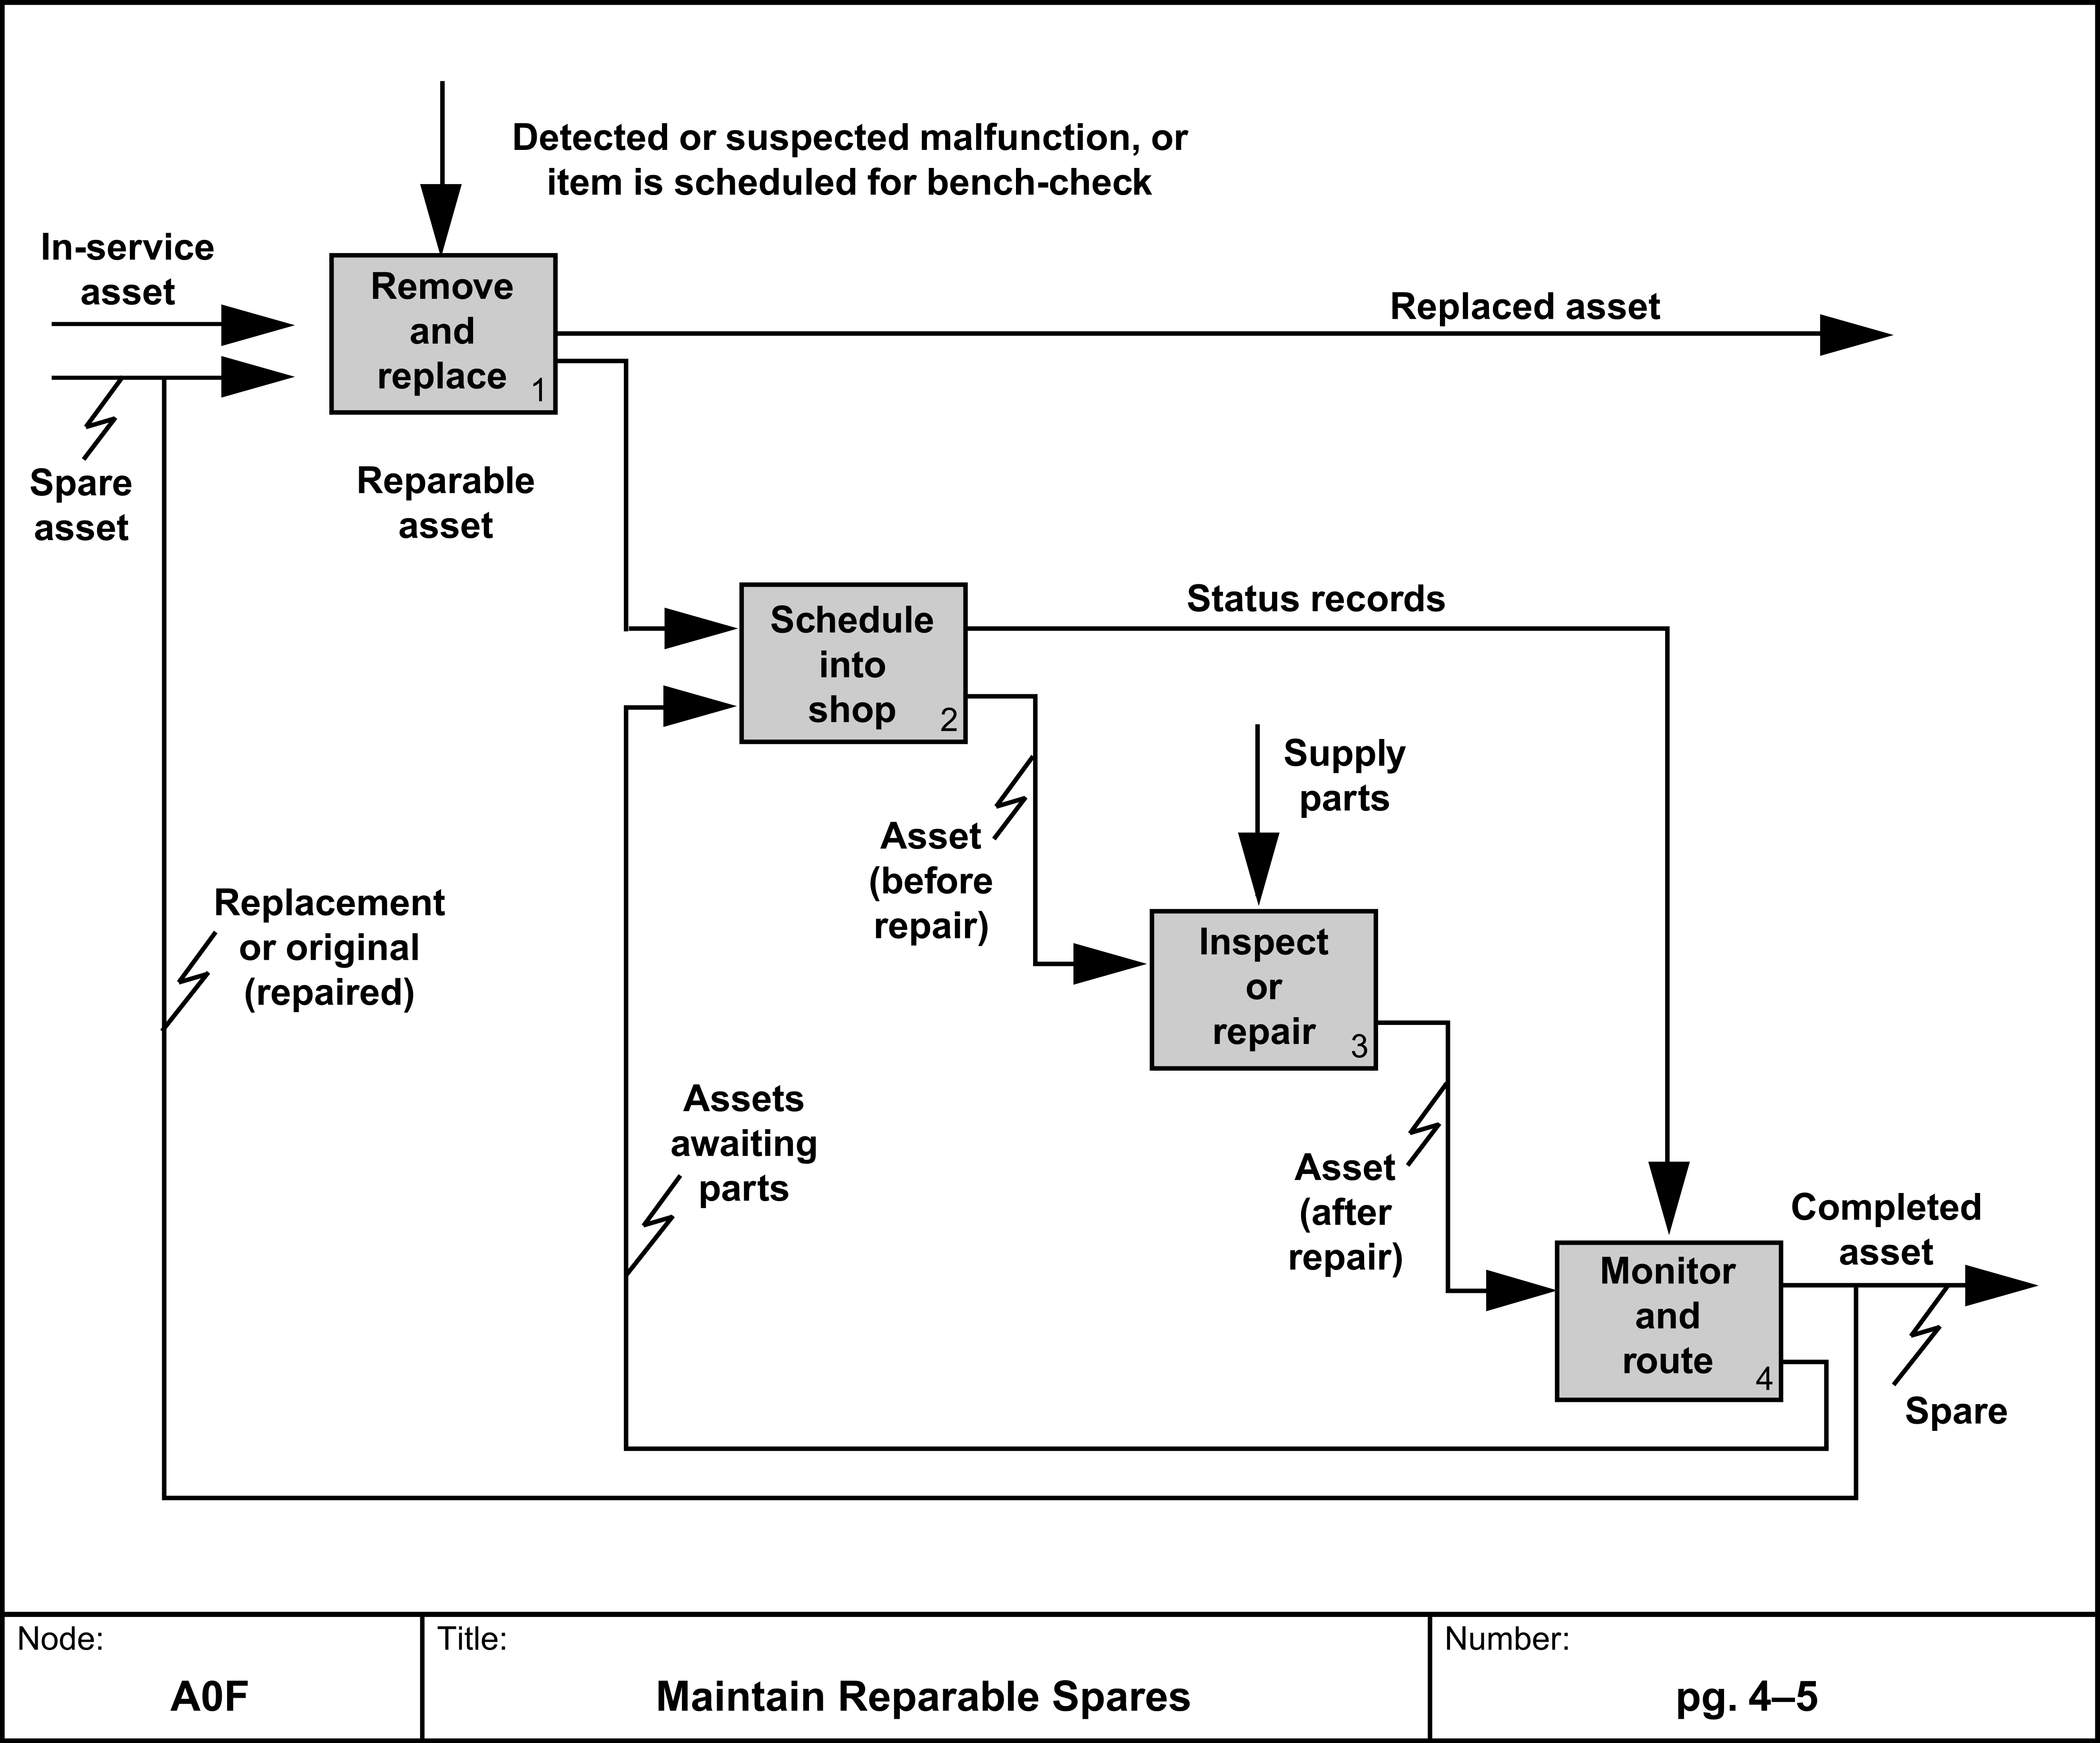 Detected or suspected malfunction, or
item is scheduled for bench-check
In-service
asset
Remove
and
replace
1
Replaced asset
Spare
asset
Reparable
asset
Schedule
into
shop
2
Status records
Supply
parts
Asset
(before
repair)
Replacement
or original
(repaired)
Inspect
or
repair
3
Assets
awaiting
parts
Asset
(after
repair)
Completed
asset
Monitor
and
route
4
Spare
Node:
A0F
Title:
Maintain Reparable Spares
Number:
pg. 4–5